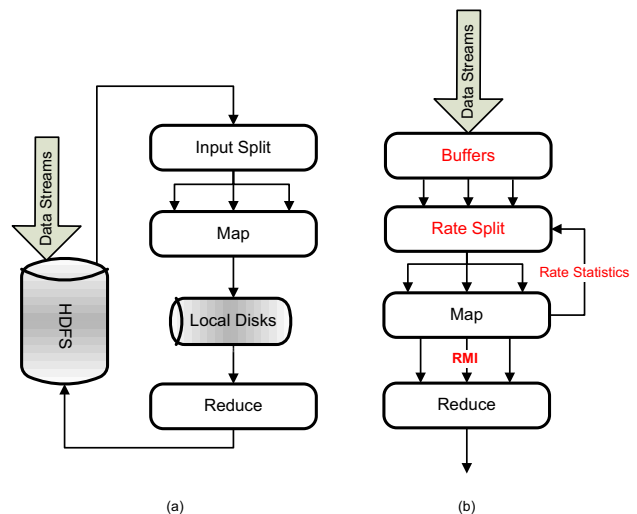 Data Streams
HDFS
Input Split
Map
Local Disks
Reduce
(a)
Data Streams
Buffers
Rate Split
Rate Statistics
Map
RMI
Reduce
(b)